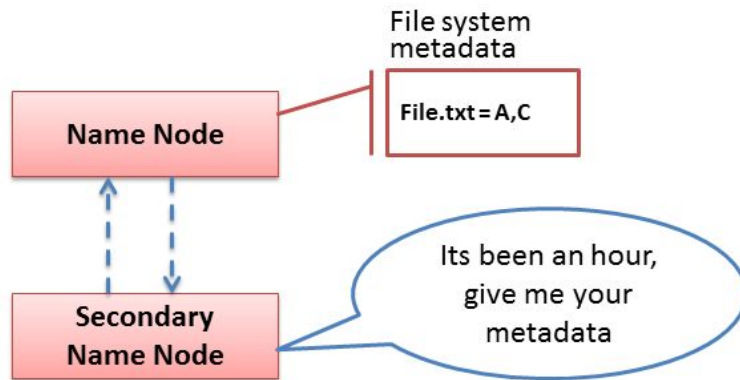 File system
metadata
File.txt = A,C
Name Node
Secondary
Name Node
Its been an hour,
give me your
metadata